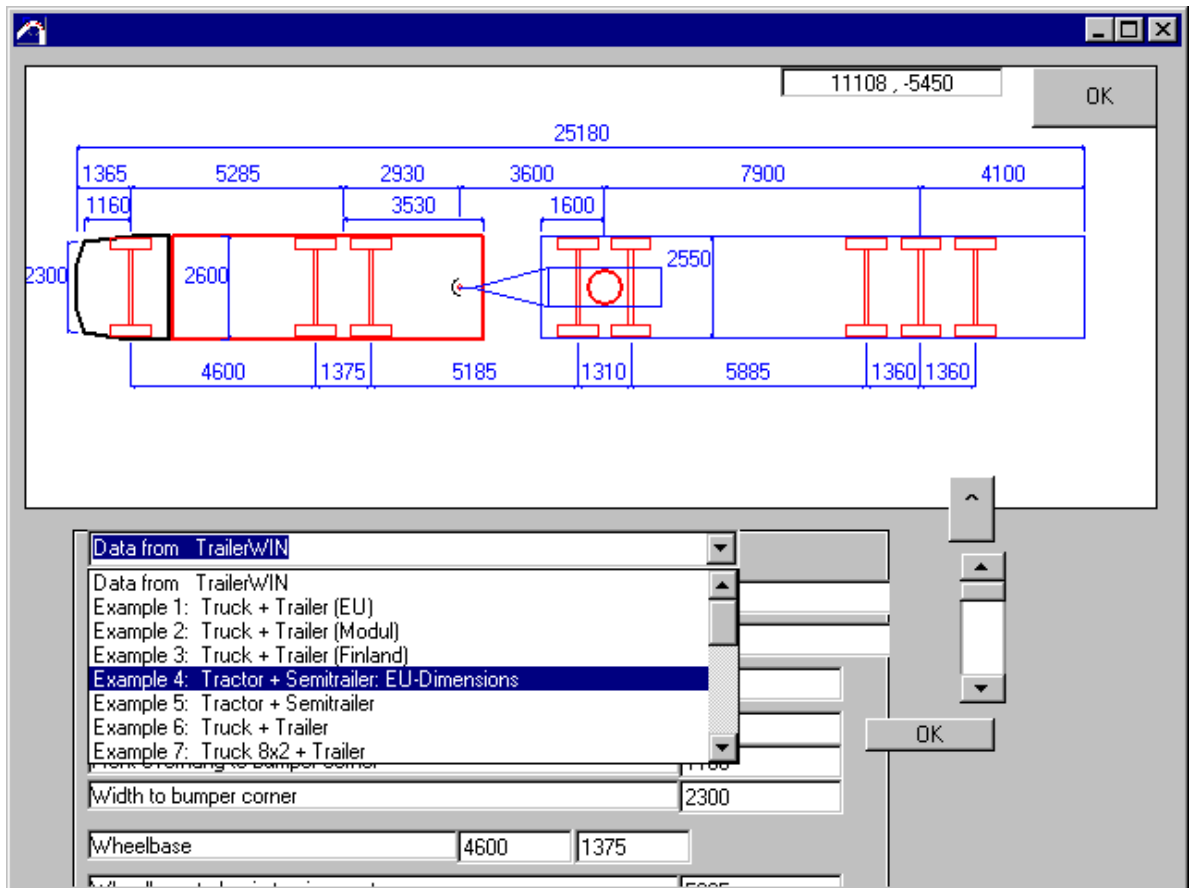 11108 , -5450
OK
25180
1365 5285 2930 3600 7900 4100
1160 3530 1600
2300 2600 2550
4600 1375 5185 1310 5885 1360 1360
^
Data from TrailerWIN
Data from TrailerWIN
Example 1: Truck + Trailer (EU)
Example 2: Truck + Trailer (Modul)
Example 3: Truck + Trailer (Finland)
Example 4: Tractor + Semitrailer: EU-Dimensions
Example 5: Tractor + Semitrailer
Example 6: Truck + Trailer
OK
Example 7: Truck 8x2 + Trailer
Width to bumper corner 2300
Wheelbase 4600 1375